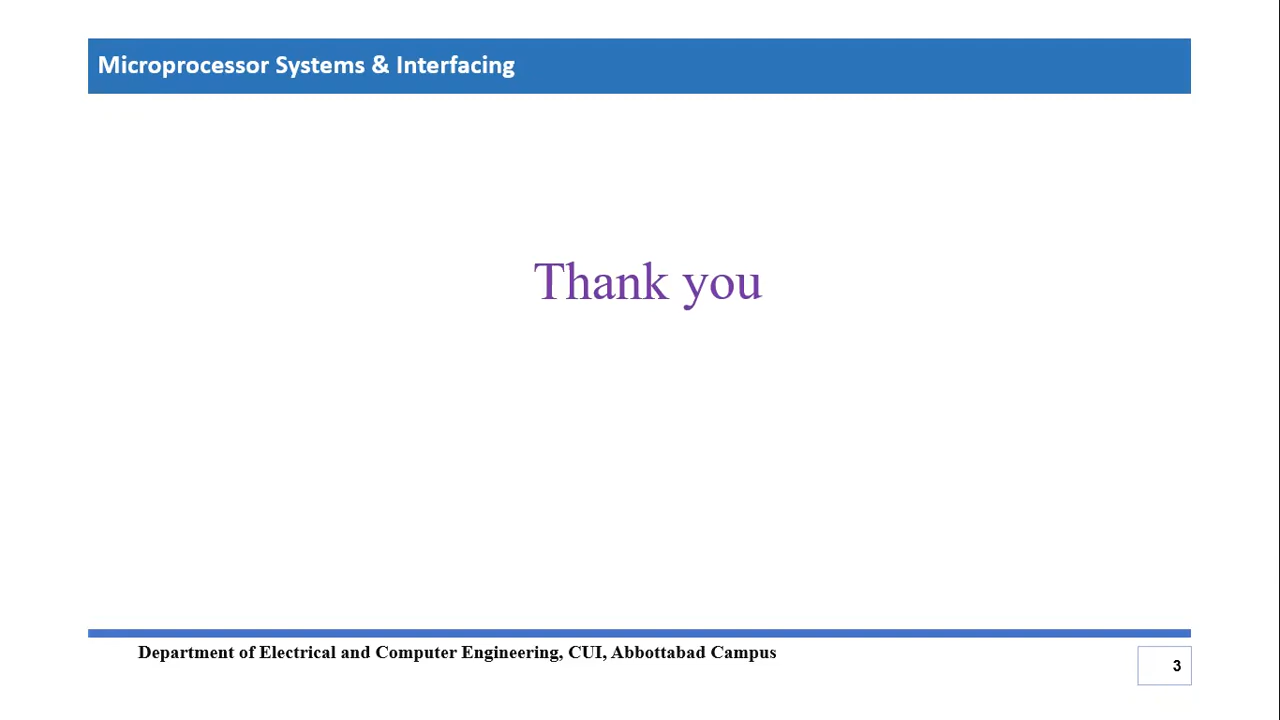 Microprocessor Systems & Interfacing
Thank you
Department of Electrical and Computer Engineering, CUI, Abbottabad Campus
3